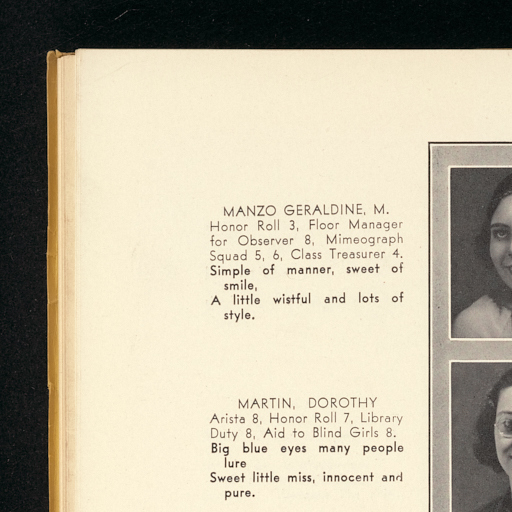 MANZO GERALDINE, M.
Honor Roll 3, Floor Manager
for Observer 8, Mimeograph
Squad 5, 6, Class Treasurer 4.
Simple of manner, sweet of
smile,
A little wistful and lots of
style.
MARTIN, DOROTHY
Arista 8, Honor Roll 7, Library
Duty 8, Aid to Blind Girls 8.
Big blue eyes many people
lure
Sweet little miss, innocent and
pure.